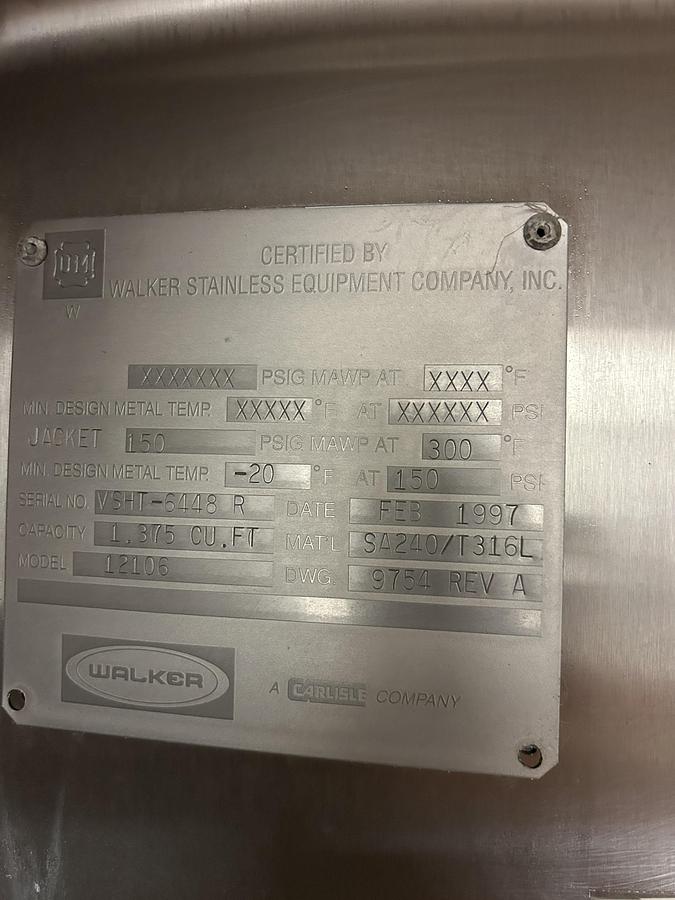 UM
W
CERTIFIED BY
WALKER STAINLESS EQUIPMENT COMPANY, INC.
XXXXXXX PSIG MAWP AT XXXX °F
MIN. DESIGN METAL TEMP. XXXXX °F AT XXXXXX PSI
JACKET 150 PSIG MAWP AT 300 °F
MIN. DESIGN METAL TEMP. -20 °F AT 150 PSI
SERIAL NO. VSHT-6448 R DATE FEB 1997
CAPACITY 1,375 CU.FT MAT'L SA240/T316L
MODEL 12106 DWG. 9754 REV A
WALKER
A CARLISLE COMPANY